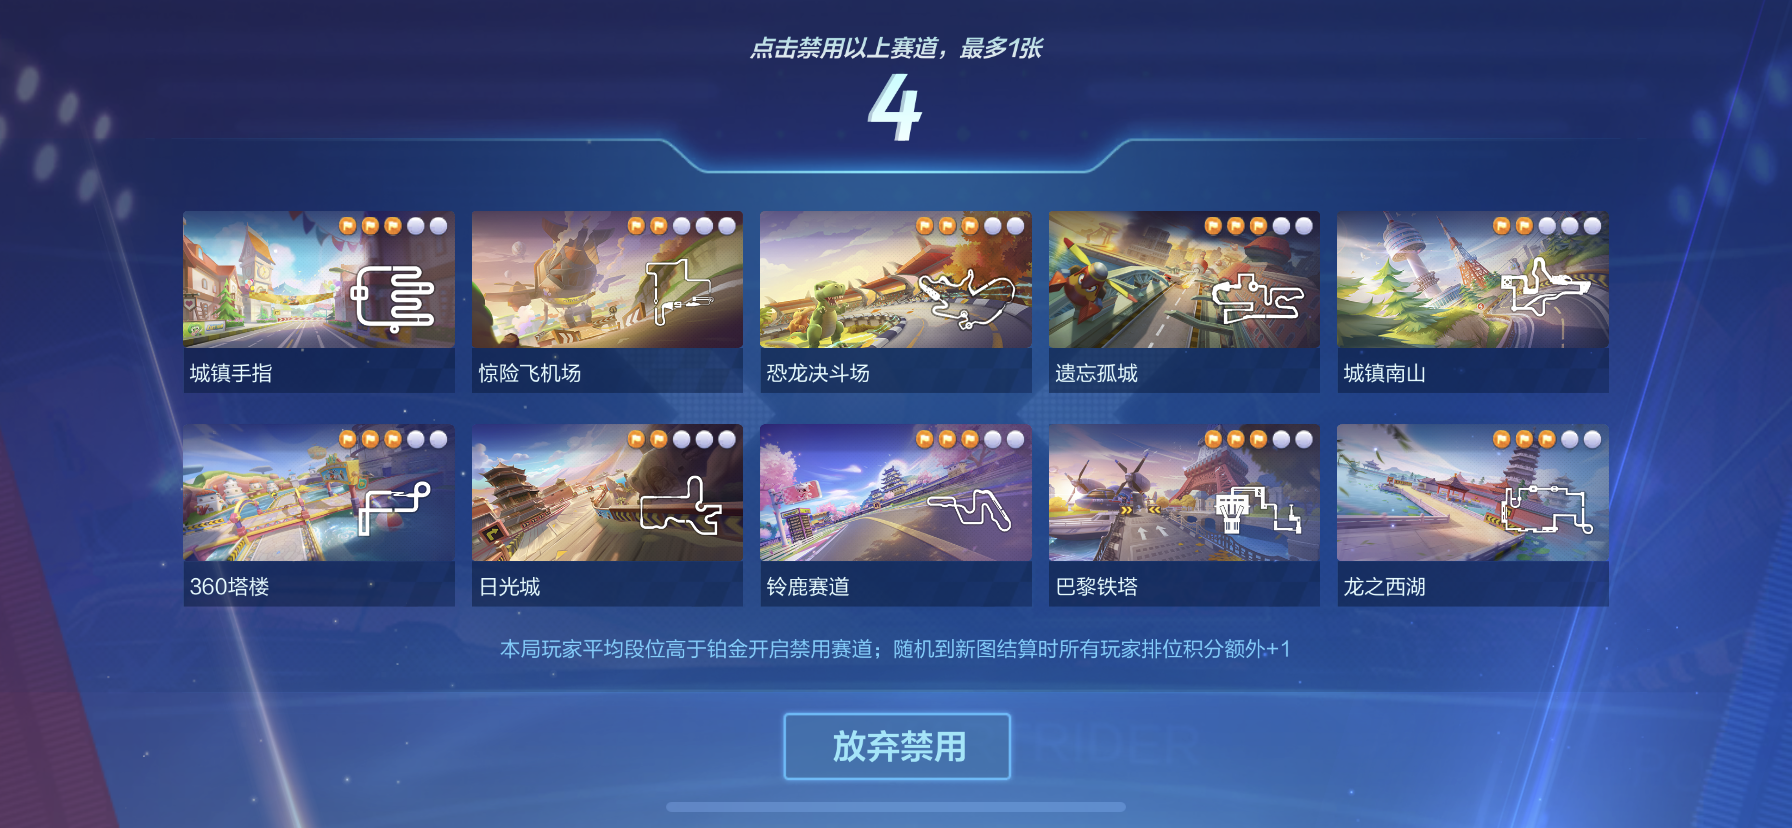 点击禁用以上赛道，最多1张
4
城镇手指
惊险飞机场
恐龙决斗场
遗忘孤城
城镇南山
360塔楼
日光城
铃鹿赛道
巴黎铁塔
龙之西湖
本局玩家平均段位高于铂金开启禁用赛道；随机到新图结算时所有玩家排位积分额外+1
放弃禁用
RIDER